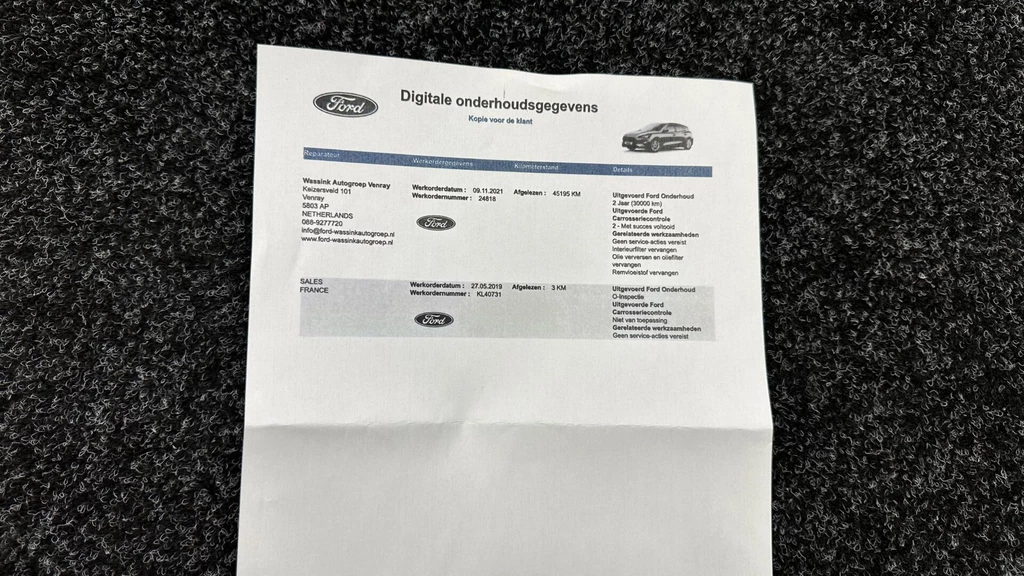 Ford
Digitale onderhoudsgegevens
Kopie voor de klant
Reparateur Werkordergegevens Kilometerstand Details
Wassink Autogroep Venray
Keizersveld 101
Venray
5803 AP
NETHERLANDS
088-9277720
info@ford-wassinkautogroep.nl
www.ford-wassinkautogroep.nl
Werkorderdatum : 09.11.2021
Werkordernummer : 24818
Ford
Afgelezen : 45195 KM
Uitgevoerd Ford Onderhoud
2 Jaar (30000 km)
Uitgevoerde Ford
Carrosseriecontrole
2 - Met succes voltooid
Gerelateerde werkzaamheden
Geen service-acties vereist
Interieurfilter vervangen
Olie verversen en oliefilter
vervangen
Remvloeistof vervangen
SALES
FRANCE
Werkorderdatum : 27.05.2019
Werkordernummer : KL40731
Ford
Afgelezen : 3 KM
Uitgevoerd Ford Onderhoud
O-Inspectie
Uitgevoerde Ford
Carrosseriecontrole
Niet van toepassing
Gerelateerde werkzaamheden
Geen service-acties vereist